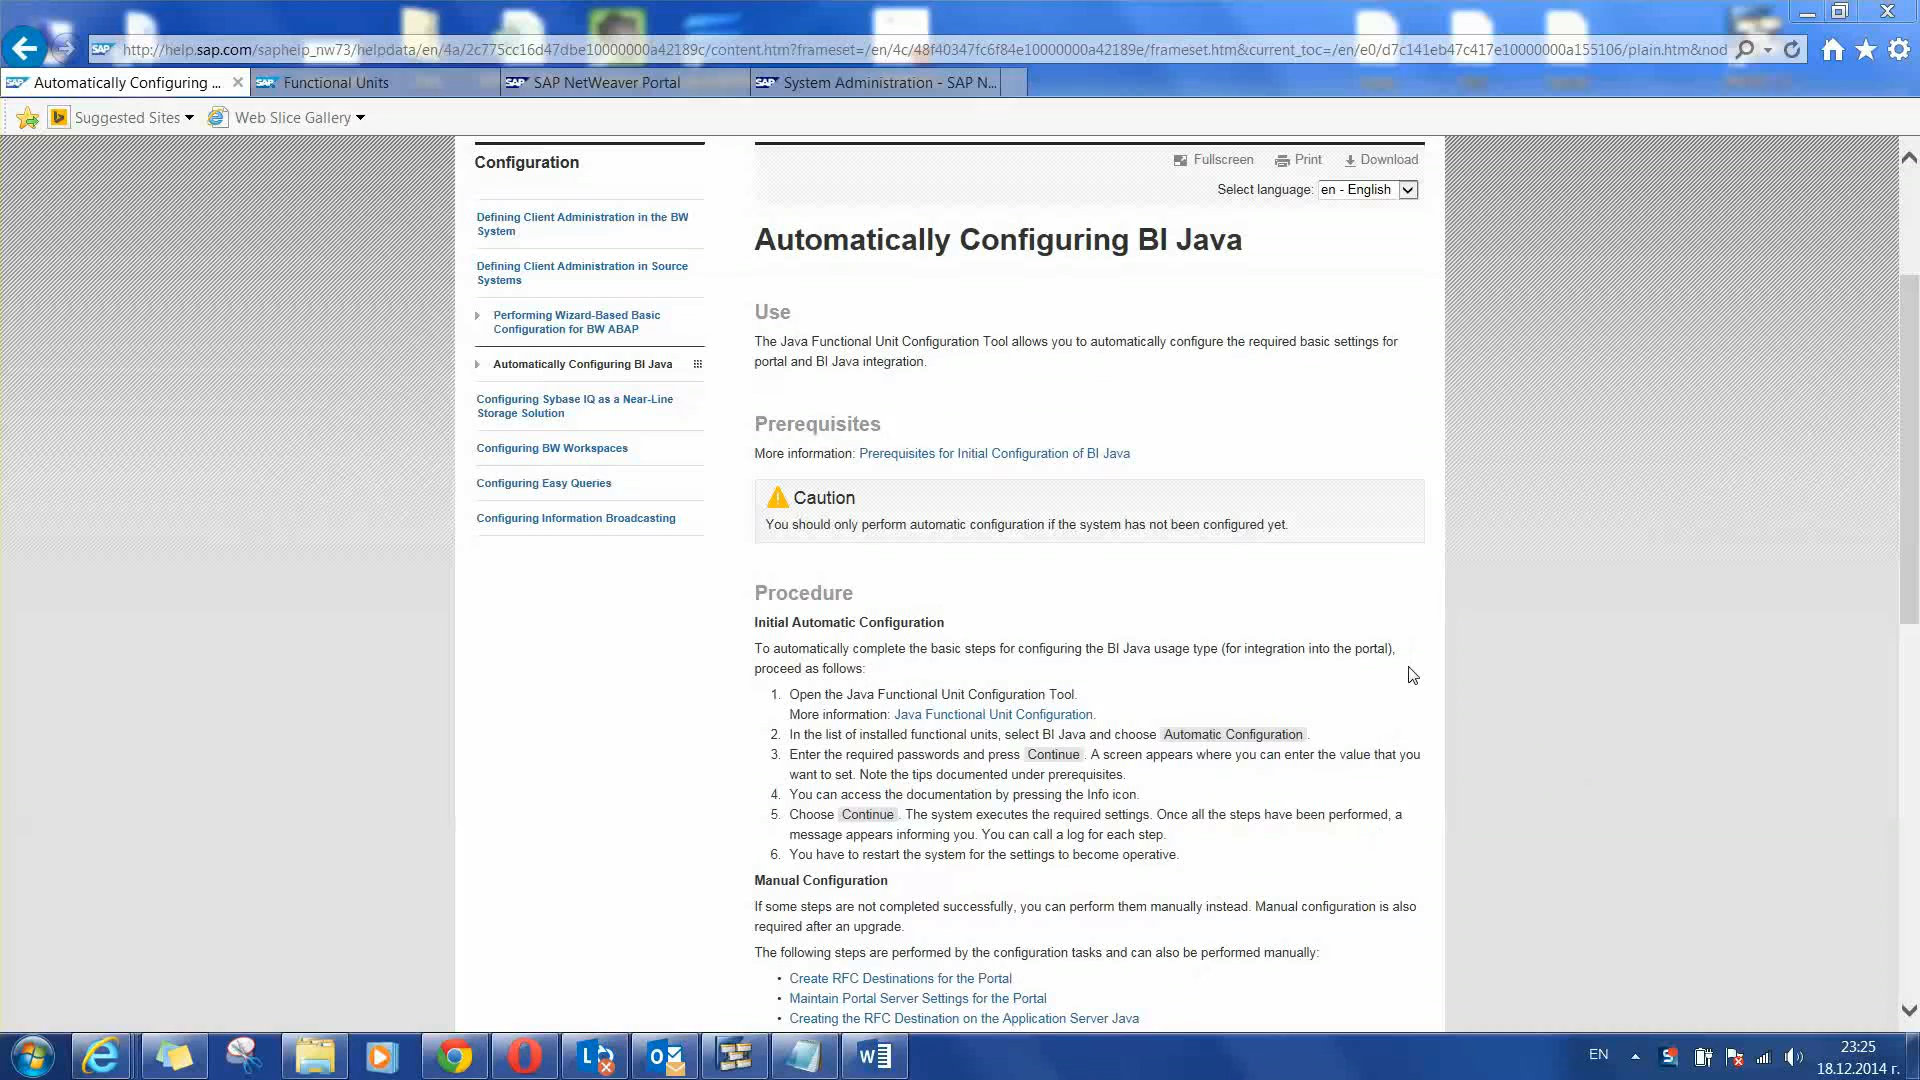 http://help.sap.com/saphelp_nw73/helpdata/en/4a/2c775cc16d47dbe10000000a42189c/content.htm?frameset=/en/4c/48f40347fc6f84e10000000a42189e/frameset.htm&current_toc=/en/e0/d7c141eb47c417e10000000a155106/plain.htm&nod
Automatically Configuring ...
Functional Units
SAP NetWeaver Portal
System Administration - SAP N...
Suggested Sites
Web Slice Gallery
Configuration
Defining Client Administration in the BW
System
Defining Client Administration in Source
Systems
Performing Wizard-Based Basic
Configuration for BW ABAP
Automatically Configuring BI Java
Configuring Sybase IQ as a Near-Line
Storage Solution
Configuring BW Workspaces
Configuring Easy Queries
Configuring Information Broadcasting
Fullscreen Print Download
Select language: en - English
Automatically Configuring BI Java
Use
The Java Functional Unit Configuration Tool allows you to automatically configure the required basic settings for
portal and BI Java integration.
Prerequisites
More information: Prerequisites for Initial Configuration of BI Java
Caution
You should only perform automatic configuration if the system has not been configured yet.
Procedure
Initial Automatic Configuration
To automatically complete the basic steps for configuring the BI Java usage type (for integration into the portal),
proceed as follows:
1. Open the Java Functional Unit Configuration Tool.
More information: Java Functional Unit Configuration.
2. In the list of installed functional units, select BI Java and choose Automatic Configuration .
3. Enter the required passwords and press Continue . A screen appears where you can enter the value that you
want to set. Note the tips documented under prerequisites.
4. You can access the documentation by pressing the Info icon.
5. Choose Continue . The system executes the required settings. Once all the steps have been performed, a
message appears informing you. You can call a log for each step.
6. You have to restart the system for the settings to become operative.
Manual Configuration
If some steps are not completed successfully, you can perform them manually instead. Manual configuration is also
required after an upgrade.
The following steps are performed by the configuration tasks and can also be performed manually:
• Create RFC Destinations for the Portal
• Maintain Portal Server Settings for the Portal
• Creating the RFC Destination on the Application Server Java
EN
23:25
18.12.2014 г.